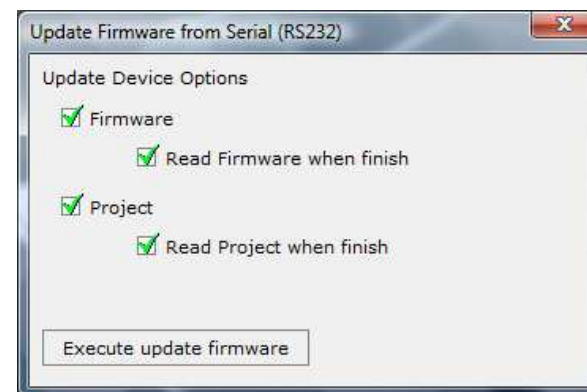 Update Firmware from Serial (RS232)
Update Device Options
Firmware
Read Firmware when finish
Project
Read Project when finish
Execute update firmware